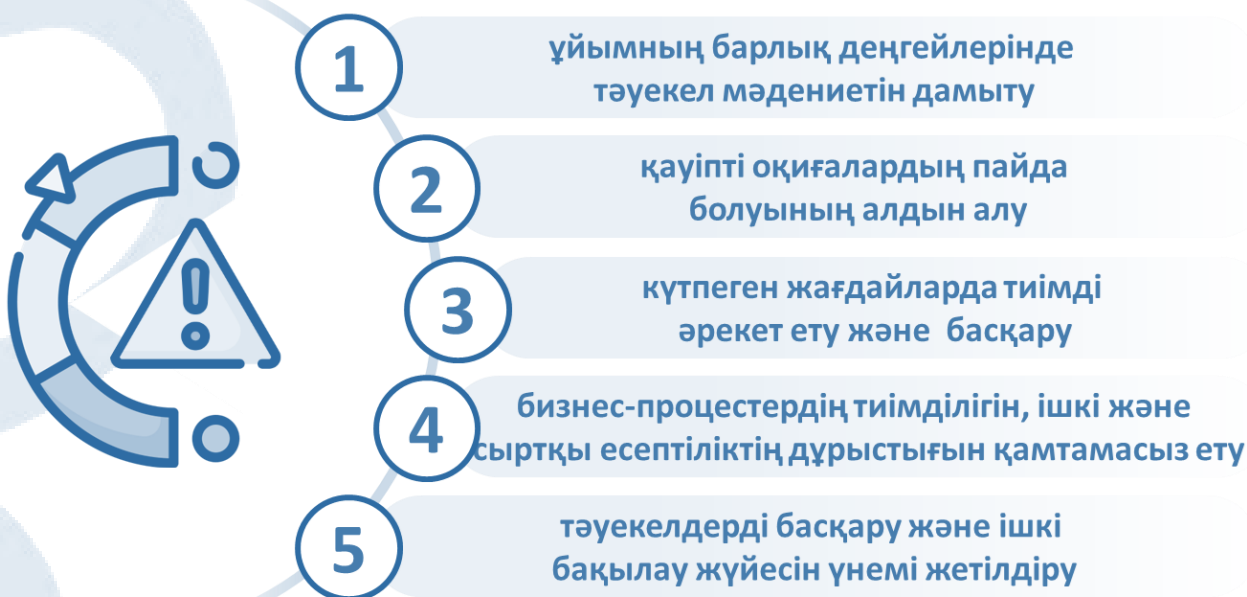 1
ұйымның барлық деңгейлерінде
тәуекел мәдениетін дамыту
2
қауіпті оқиғалардың пайда
болуының алдын алу
3
күтпеген жағдайларда тиімді
әрекет ету және басқару
4
бизнес-процестердің тиімділігін, ішкі және
сыртқы есептіліктің дұрыстығын қамтамасыз ету
5
тәуекелдерді басқару және ішкі
бақылау жүйесін үнемі жетілдіру